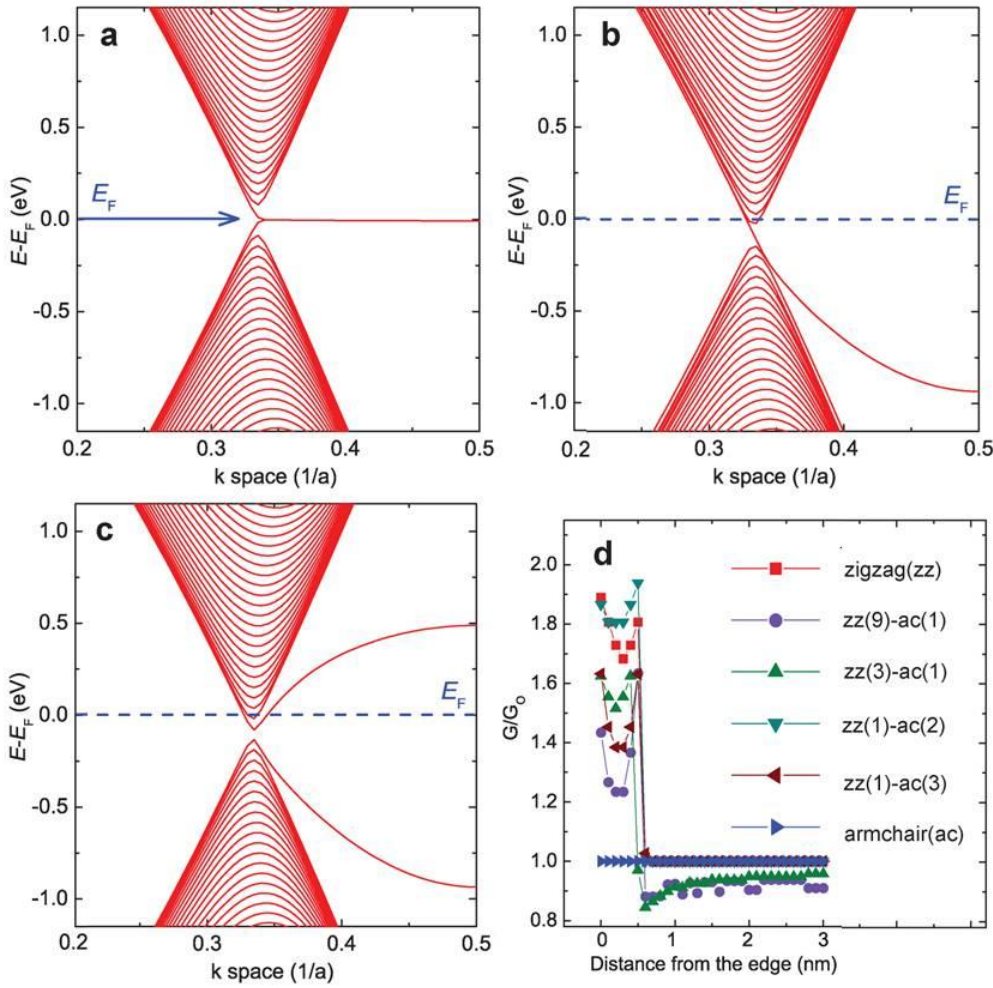 a
1.0
0.5
0.0
-0.5
-1.0
E-E_F (eV)
E_F
0.2 0.3 0.4 0.5
k space (1/a)
b
1.0
0.5
0.0
-0.5
-1.0
E-E_F (eV)
E_F
0.2 0.3 0.4 0.5
k space (1/a)
c
1.0
0.5
0.0
-0.5
-1.0
E-E_F (eV)
E_F
0.2 0.3 0.4 0.5
k space (1/a)
d
2.0
1.8
1.6
1.4
1.2
1.0
0.8
G/G_o
zigzag(zz)
zz(9)-ac(1)
zz(3)-ac(1)
zz(1)-ac(2)
zz(1)-ac(3)
armchair(ac)
0 1 2 3
Distance from the edge (nm)